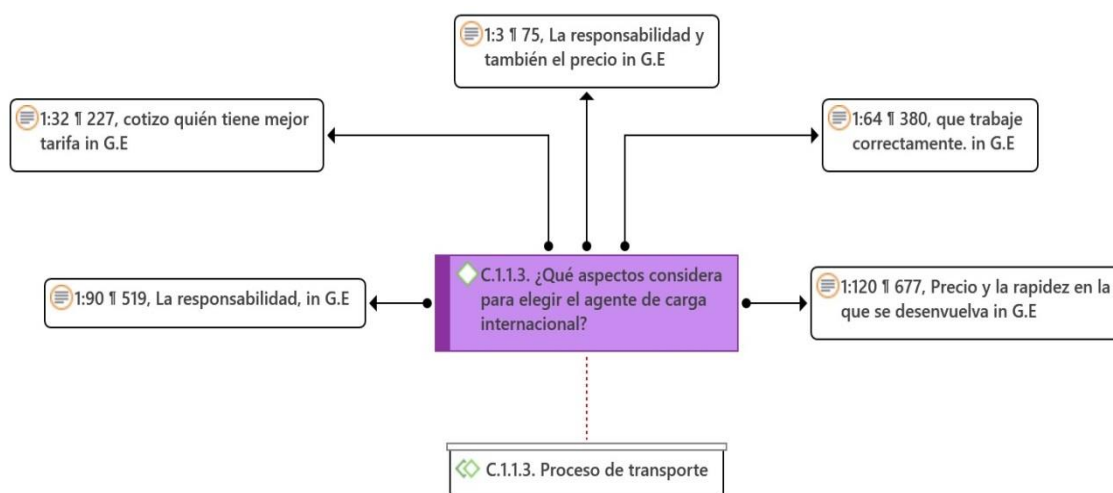 1:3 ¶ 75, La responsabilidad y
también el precio in G.E
1:32 ¶ 227, cotizo quién tiene mejor
tarifa in G.E
1:64 ¶ 380, que trabaje
correctamente. in G.E
1:90 ¶ 519, La responsabilidad, in G.E
C.1.1.3. ¿Qué aspectos considera
para elegir el agente de carga
internacional?
1:120 ¶ 677, Precio y la rapidez en la
que se desenvuelva in G.E
C.1.1.3. Proceso de transporte